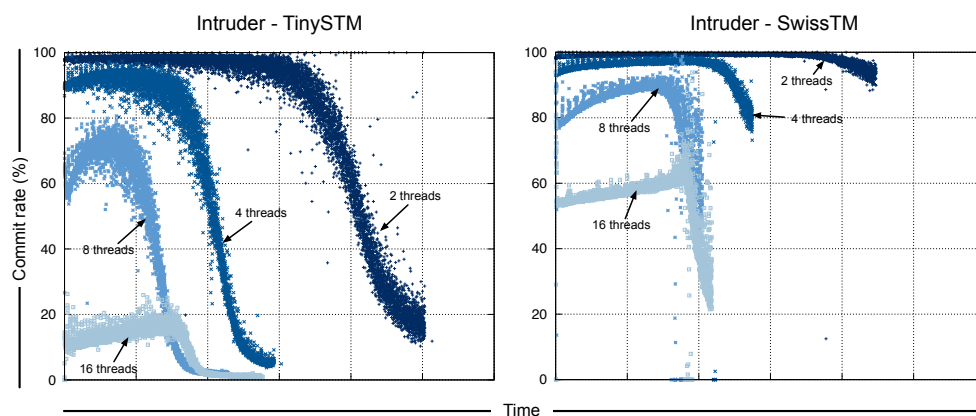 Intruder - TinySTM
Intruder - SwissTM
Commit rate (%)
100
80
60
40
20
0
8 threads
4 threads
2 threads
16 threads
100
80
60
40
20
0
2 threads
4 threads
8 threads
16 threads
Time